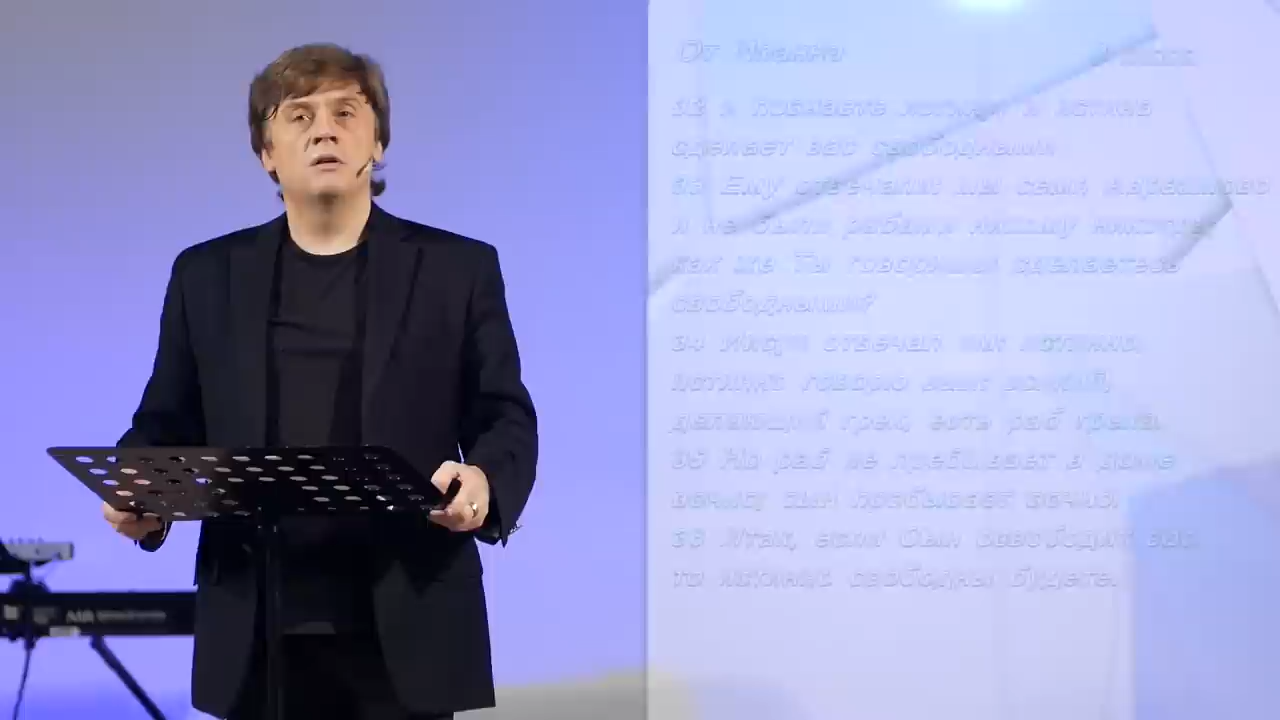 От Иоанна 8 глава
32 и познаете истину, и истина
сделает вас свободными.
33 Ему отвечали: мы семя Авраамово
и не были рабами никому никогда;
как же Ты говоришь: сделаетесь
свободными?
34 Иисус отвечал им: истинно,
истинно говорю вам: всякий,
делающий грех, есть раб греха.
35 Но раб не пребывает в доме
вечно; сын пребывает вечно.
36 Итак, если Сын освободит вас,
то истинно свободны будете.